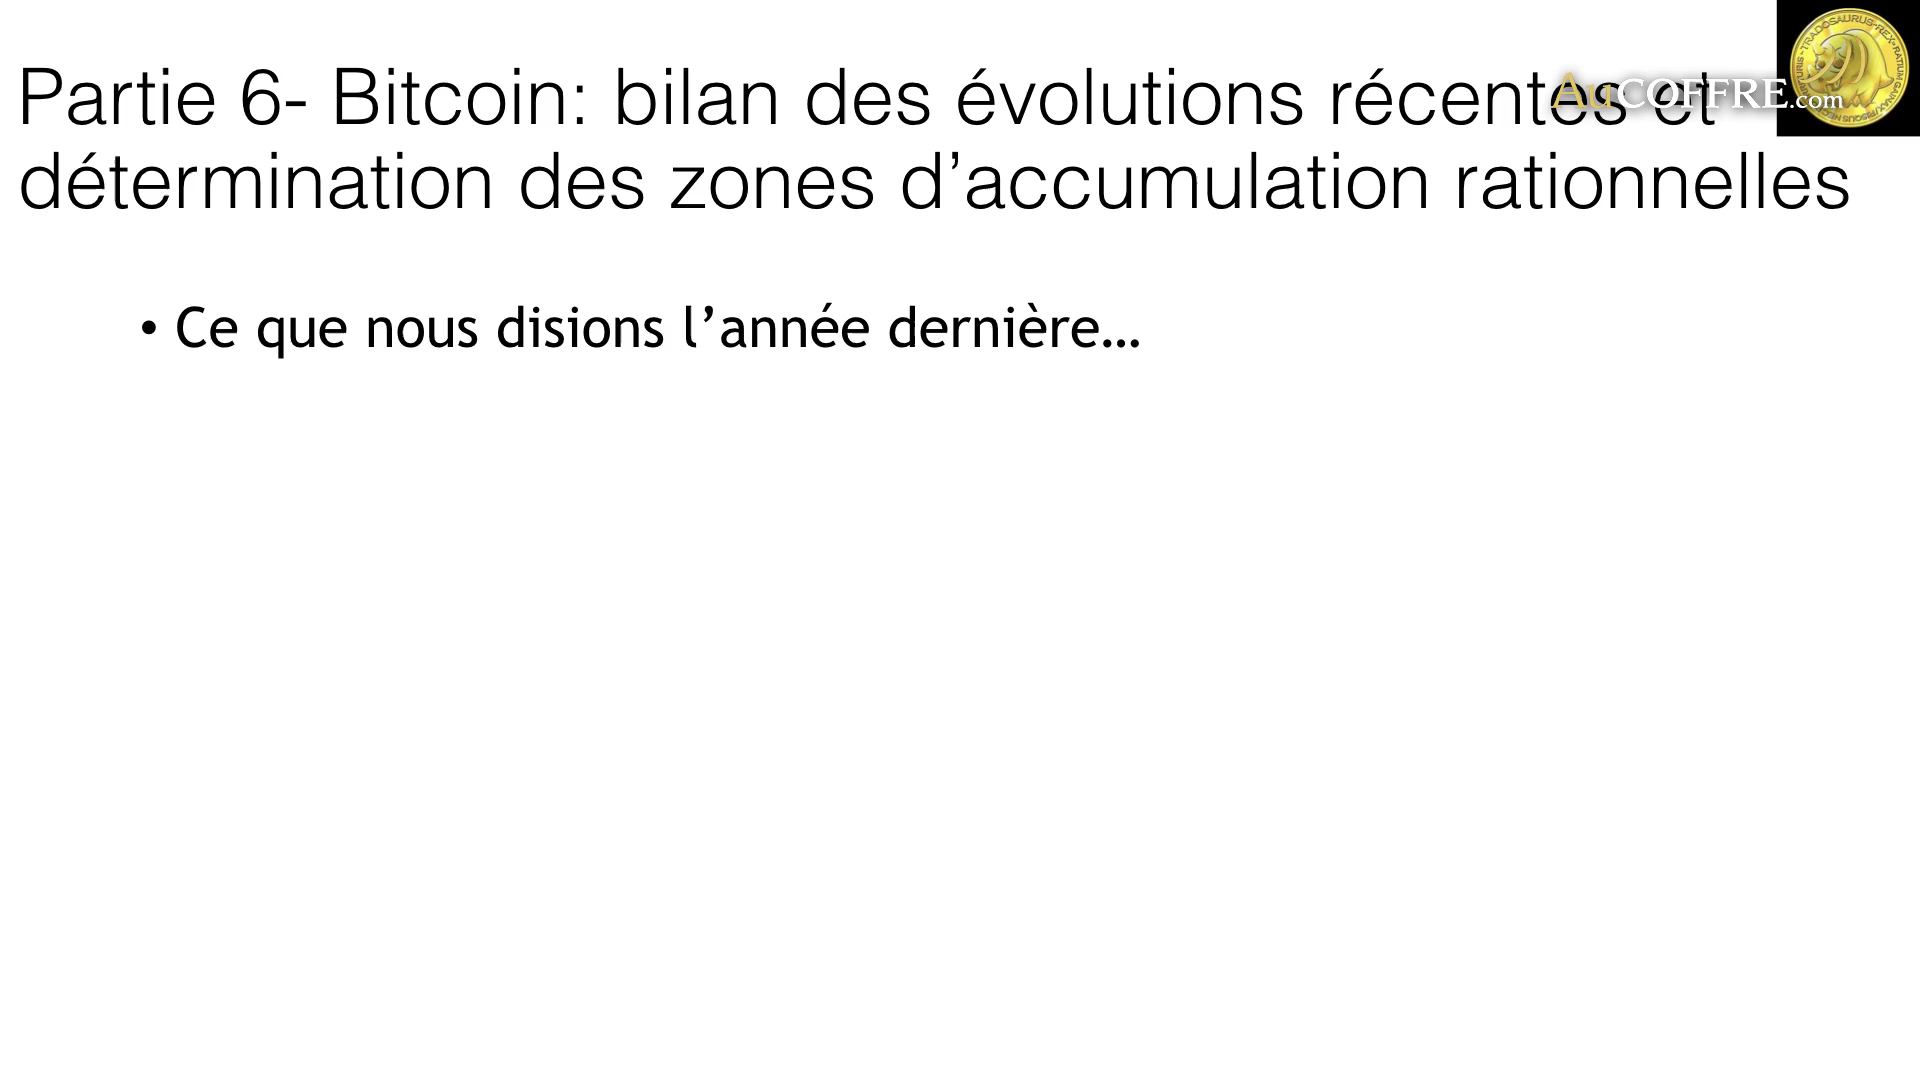 Partie 6- Bitcoin: bilan des évolutions récentes et
AuCOFFRE.com
détermination des zones d’accumulation rationnelles
• Ce que nous disions l’année dernière…